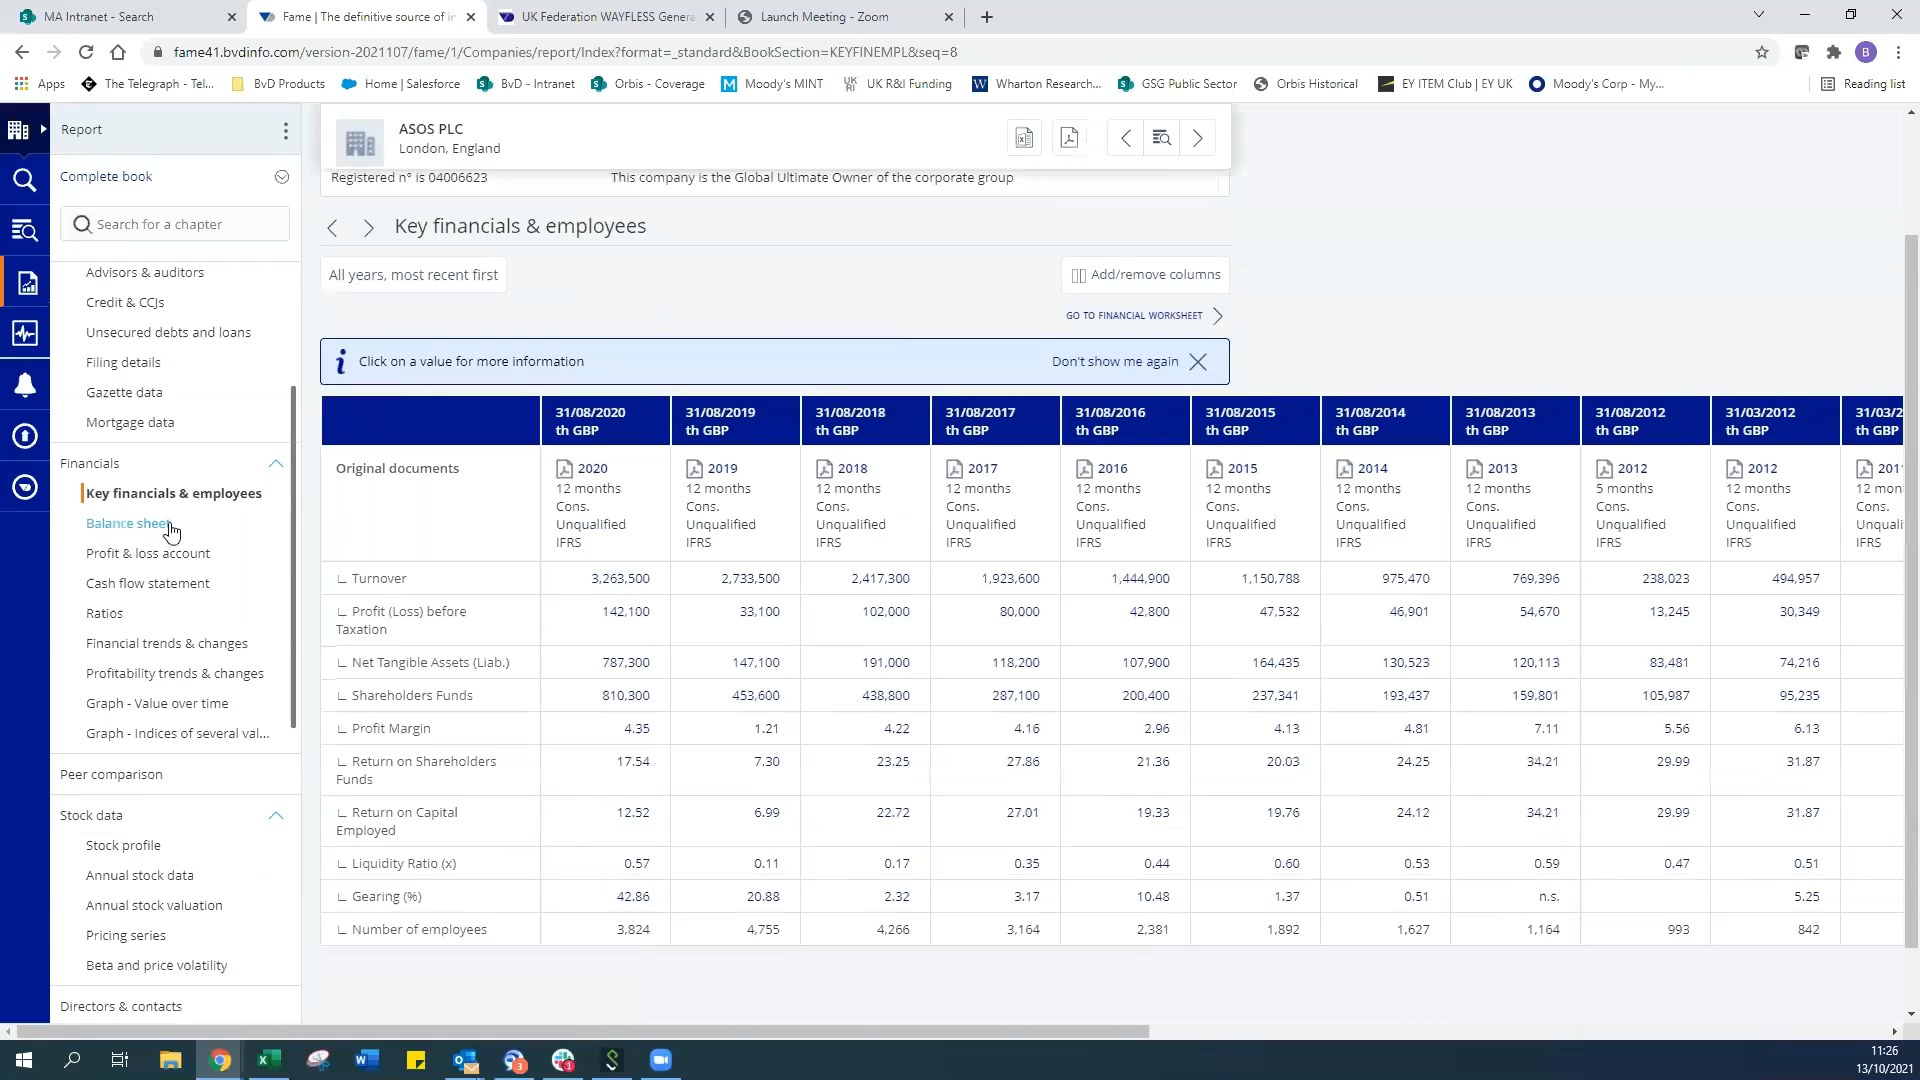 MA Intranet - Search
Fame | The definitive source of in
UK Federation WAYFLESS Genera
Launch Meeting - Zoom
fame41.bvdinfo.com/version-2021107/fame/1/Companies/report/Index?format=_standard&BookSection=KEYFINEMPL&seq=8
B
Apps
The Telegraph - Tel...
BvD Products
Home | Salesforce
BvD - Intranet
Orbis - Coverage
Moody's MINT
UK R&I Funding
Wharton Research...
GSG Public Sector
Orbis Historical
EY ITEM Club | EY UK
Moody's Corp - My...
Reading list
Report
Complete book
Search for a chapter
Advisors & auditors
Credit & CCJs
Unsecured debts and loans
Filing details
Gazette data
Mortgage data
Financials
Key financials & employees
Balance sheet
Profit & loss account
Cash flow statement
Ratios
Financial trends & changes
Profitability trends & changes
Graph - Value over time
Graph - Indices of several val...
Peer comparison
Stock data
Stock profile
Annual stock data
Annual stock valuation
Pricing series
Beta and price volatility
Directors & contacts
ASOS PLC
London, England
Registered n° is 04006623 This company is the Global Ultimate Owner of the corporate group
Key financials & employees
All years, most recent first
Add/remove columns
GO TO FINANCIAL WORKSHEET
Click on a value for more information
Don't show me again
31/08/2020 31/08/2019 31/08/2018 31/08/2017 31/08/2016 31/08/2015 31/08/2014 31/08/2013 31/08/2012 31/03/2012 31/03/2
th GBP th GBP th GBP th GBP th GBP th GBP th GBP th GBP th GBP th GBP th GBP
Original documents 2020 2019 2018 2017 2016 2015 2014 2013 2012 2012 201
12 months 12 months 12 months 12 months 12 months 12 months 12 months 12 months 5 months 12 months 12 mon
Cons. Cons. Cons. Cons. Cons. Cons. Cons. Cons. Cons. Cons. Cons.
Unqualified Unqualified Unqualified Unqualified Unqualified Unqualified Unqualified Unqualified Unqualified Unqualified Unquali
IFRS IFRS IFRS IFRS IFRS IFRS IFRS IFRS IFRS IFRS IFRS
Turnover 3,263,500 2,733,500 2,417,300 1,923,600 1,444,900 1,150,788 975,470 769,396 238,023 494,957
Profit (Loss) before 142,100 33,100 102,000 80,000 42,800 47,532 46,901 54,670 13,245 30,349
Taxation
Net Tangible Assets (Liab.) 787,300 147,100 191,000 118,200 107,900 164,435 130,523 120,113 83,481 74,216
Shareholders Funds 810,300 453,600 438,800 287,100 200,400 237,341 193,437 159,801 105,987 95,235
Profit Margin 4.35 1.21 4.22 4.16 2.96 4.13 4.81 7.11 5.56 6.13
Return on Shareholders 17.54 7.30 23.25 27.86 21.36 20.03 24.25 34.21 29.99 31.87
Funds
Return on Capital 12.52 6.99 22.72 27.01 19.33 19.76 24.12 34.21 29.99 31.87
Employed
Liquidity Ratio (x) 0.57 0.11 0.17 0.35 0.44 0.60 0.53 0.59 0.47 0.51
Gearing (%) 42.86 20.88 2.32 3.17 10.48 1.37 0.51 n.s. 5.25
Number of employees 3,824 4,755 4,266 3,164 2,381 1,892 1,627 1,164 993 842
11:26
13/10/2021